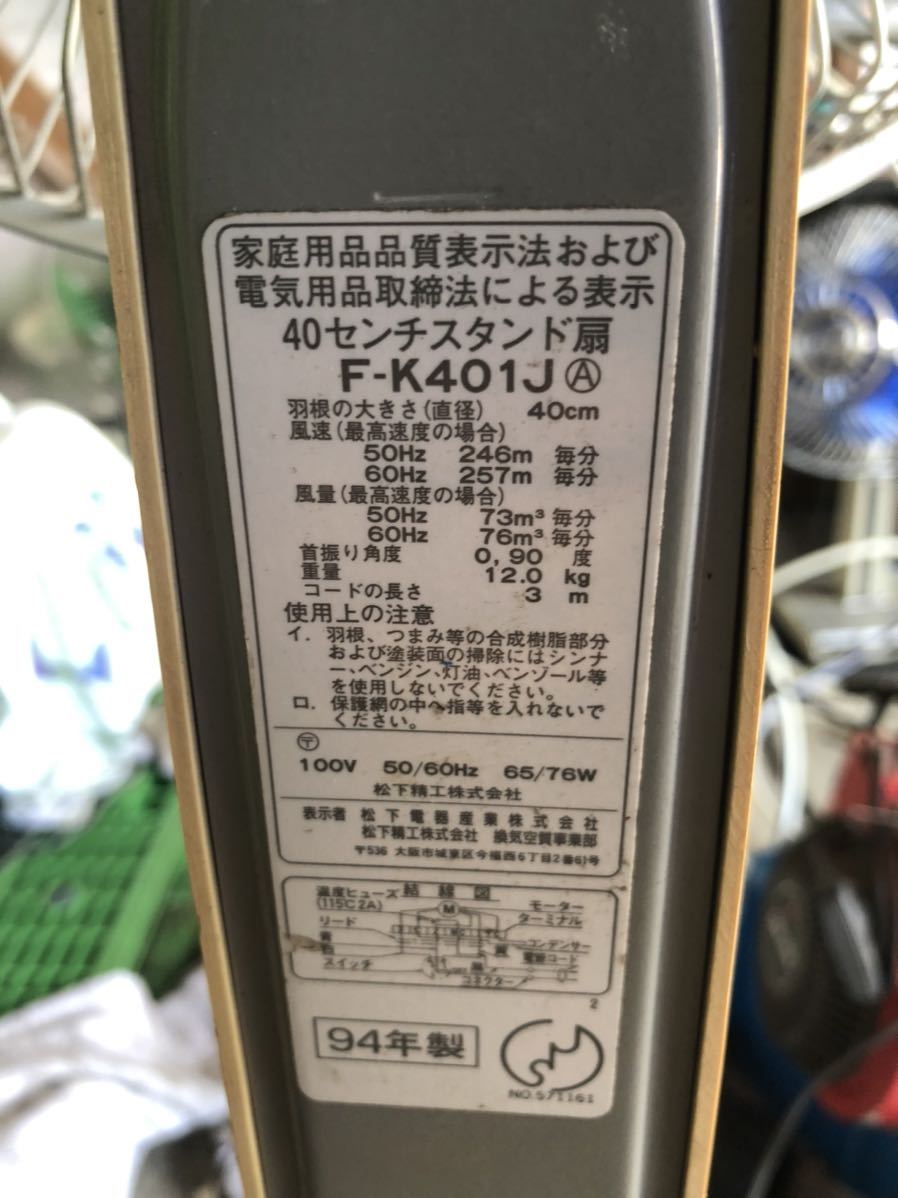 家庭用品品質表示法および
電気用品取締法による表示
40センチスタンド扇
F-K401J Ⓐ
羽根の大きさ(直径) 40cm
風速(最高速度の場合)
50Hz 246m 毎分
60Hz 257m 毎分
風量(最高速度の場合)
50Hz 73m³ 毎分
60Hz 76m³ 毎分
首振り角度 0, 90 度
重量 12.0 kg
コードの長さ 3 m
使用上の注意
イ. 羽根、つまみ等の合成樹脂部分
および塗装面の掃除にはシンナ
ー、ベンジン、灯油、ベンゾール等
を使用しないでください。
ロ. 保護網の中へ指等を入れないで
ください。
〒
100V 50/60Hz 65/76W
松下精工株式会社
表示者 松下電器産業株式会社
松下精工株式会社 換気空質事業部
〒536 大阪市城東区今福西6丁目2番61号
結線図
温度ヒューズ
(115℃2A)
M
モーター
ターミナル
リード
青
白
コンデンサー
電源コード
スイッチ
コネクター
2
94年製
NO.571161